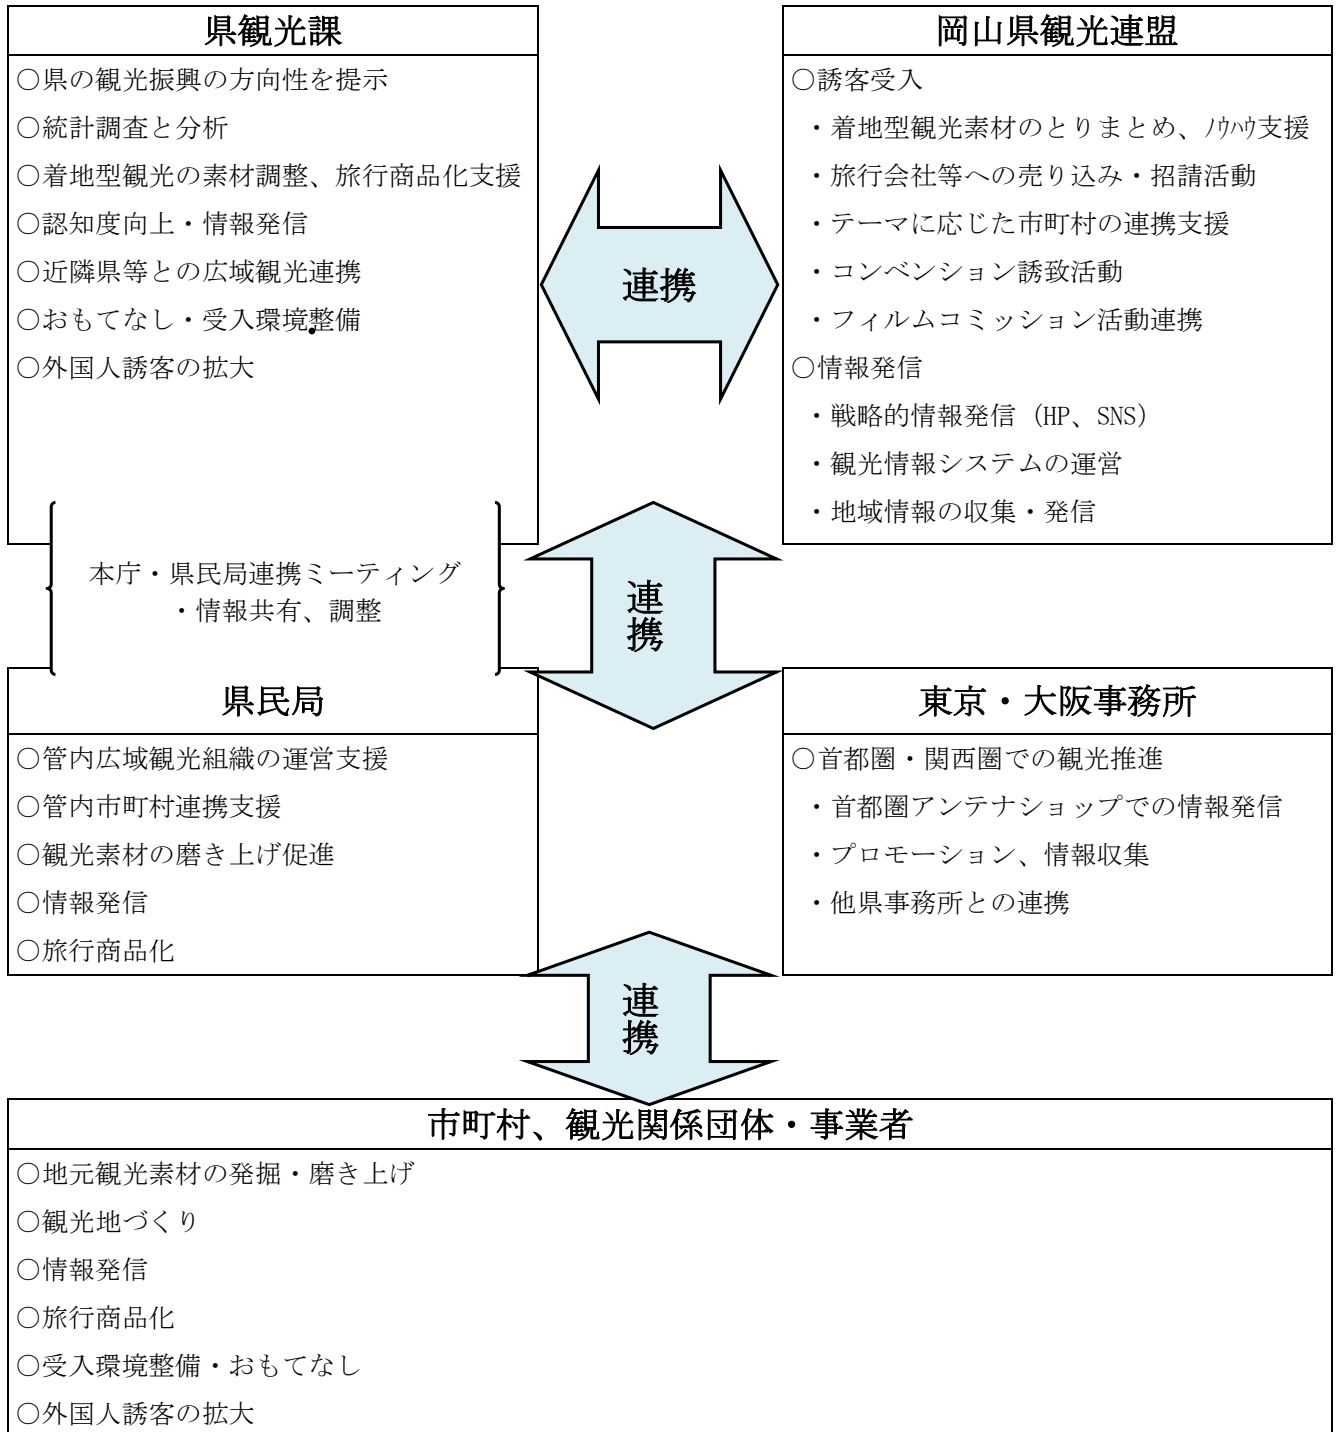 県観光課
○県の観光振興の方向性を提示
○統計調査と分析
○着地型観光の素材調整、旅行商品化支援
○認知度向上・情報発信
○近隣県等との広域観光連携
○おもてなし・受入環境整備
○外国人誘客の拡大
連携
岡山県観光連盟
○誘客受入
・着地型観光素材のとりまとめ、ﾉｳﾊｳ支援
・旅行会社等への売り込み・招請活動
・テーマに応じた市町村の連携支援
・コンベンション誘致活動
・フィルムコミッション活動連携
○情報発信
・戦略的情報発信（HP、SNS）
・観光情報システムの運営
・地域情報の収集・発信
本庁・県民局連携ミーティング
・情報共有、調整
連携
県民局
○管内広域観光組織の運営支援
○管内市町村連携支援
○観光素材の磨き上げ促進
○情報発信
○旅行商品化
東京・大阪事務所
○首都圏・関西圏での観光推進
・首都圏アンテナショップでの情報発信
・プロモーション、情報収集
・他県事務所との連携
連携
市町村、観光関係団体・事業者
○地元観光素材の発掘・磨き上げ
○観光地づくり
○情報発信
○旅行商品化
○受入環境整備・おもてなし
○外国人誘客の拡大